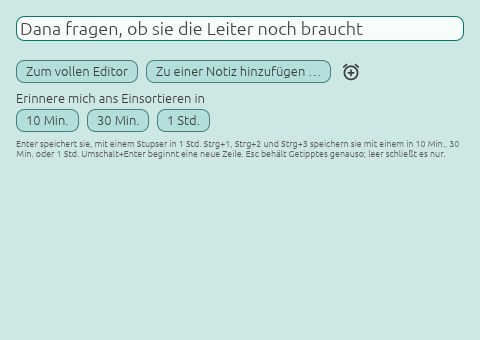 Dana fragen, ob sie die Leiter noch braucht
Zum vollen Editor
Zu einer Notiz hinzufügen …
Erinnere mich ans Einsortieren in
10 Min.
30 Min.
1 Std.
Enter speichert sie, mit einem Stupser in 1 Std. Strg+1, Strg+2 und Strg+3 speichern sie mit einem in 10 Min., 30
Min. oder 1 Std. Umschalt+Enter beginnt eine neue Zeile. Esc behält Getipptes genauso; leer schließt es nur.